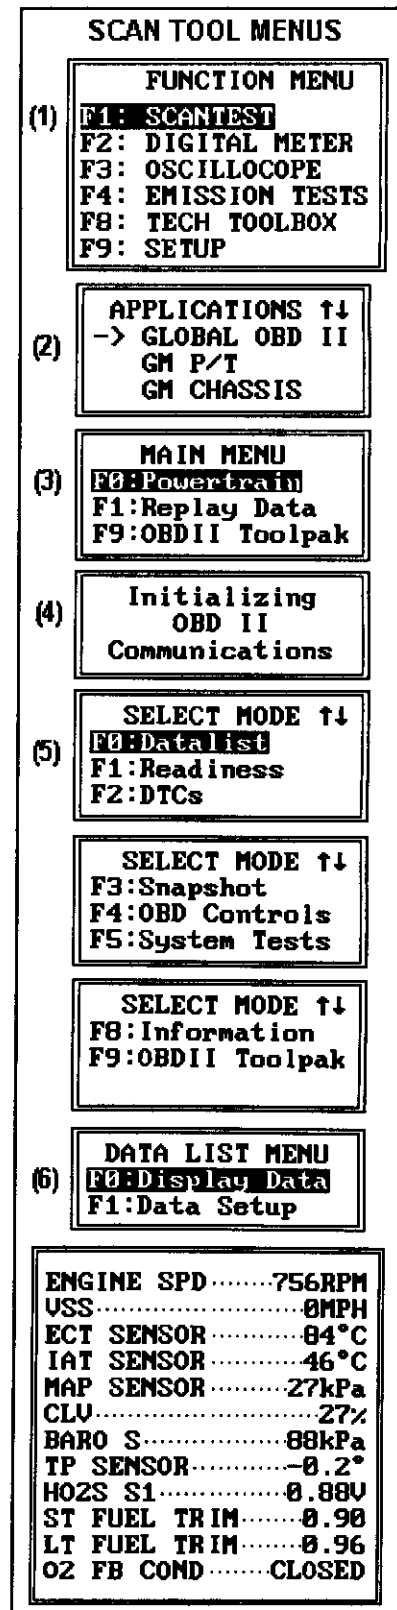 SCAN TOOL MENUS
FUNCTION MENU
(1) F1: SCANTEST
F2: DIGITAL METER
F3: OSCILLOCOPE
F4: EMISSION TESTS
F8: TECH TOOLBOX
F9: SETUP
APPLICATIONS ↑↓
(2) -> GLOBAL OBD II
GM P/T
GM CHASSIS
MAIN MENU
(3) F0:Powertrain
F1:Replay Data
F9:OBDII Toolpak
Initializing
(4) OBD II
Communications
SELECT MODE ↑↓
(5) F0:Datalist
F1:Readiness
F2:DTCs
SELECT MODE ↑↓
F3:Snapshot
F4:OBD Controls
F5:System Tests
SELECT MODE ↑↓
F8:Information
F9:OBDII Toolpak
DATA LIST MENU
(6) F0:Display Data
F1:Data Setup
ENGINE SPD········756RPM
VSS··················0MPH
ECT SENSOR··········84°C
IAT SENSOR··········46°C
MAP SENSOR··········27kPa
CLV····················27%
BARO S··············88kPa
TP SENSOR··········-0.2°
HO2S S1·············0.88V
ST FUEL TRIM·······0.90
LT FUEL TRIM·······0.96
O2 FB COND·······CLOSED